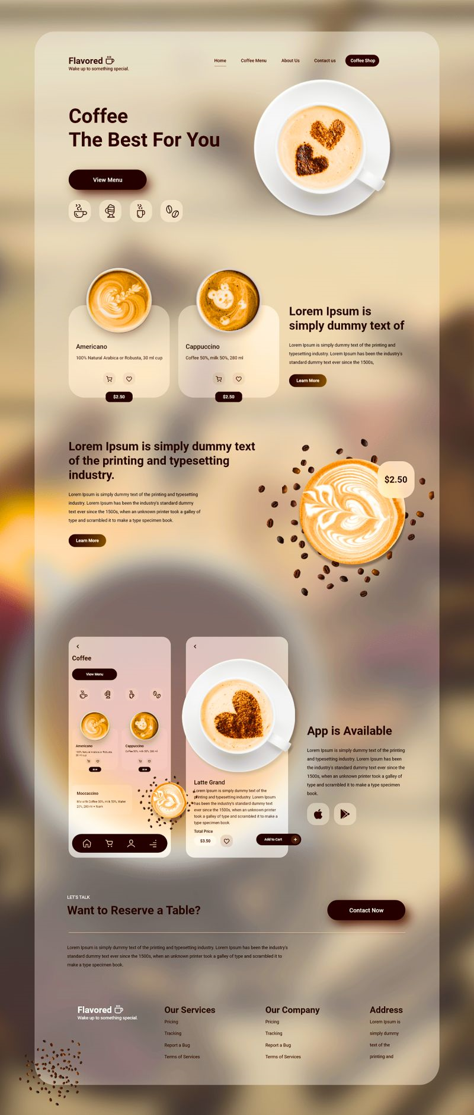 Flavored
Wake up to something special.
Home
Coffee Menu
About Us
Contact us
Coffee Shop
Coffee
The Best For You
View Menu
Americano
100% Natural Arabica or Robusta, 30 ml cup
$2.50
Cappuccino
Coffee 50%, milk 50%, 280 ml
$2.50
Lorem Ipsum is
simply dummy text of
Lorem Ipsum is simply dummy text of the printing and
typesetting industry. Lorem Ipsum has been the industry's
standard dummy text ever since the 1500s,
Learn More
Lorem Ipsum is simply dummy text
of the printing and typesetting
industry.
Lorem Ipsum is simply dummy text of the printing and typesetting
industry. Lorem Ipsum has been the industry's standard dummy
text ever since the 1500s, when an unknown printer took a galley of
type and scrambled it to make a type specimen book.
Learn More
$2.50
Coffee
View Menu
Americano
Cappuccino
Moccaccino
Latte Grand
Lorem Ipsum is simply dummy text of the
printing and typesetting industry. Lorem Ipsum
has been the industry's standard dummy text
ever since the 1500s, when an unknown printer
took a galley of type and scrambled it to make a
type specimen book.
Total Price
$3.50
Add to Cart
App is Available
Lorem Ipsum is simply dummy text of the printing
and typesetting industry. Lorem Ipsum has been the
industry's standard dummy text ever since the
1500s, when an unknown printer took a galley of
type and scrambled it to make a type specimen
book.
LET'S TALK
Want to Reserve a Table?
Contact Now
Lorem Ipsum is simply dummy text of the printing and typesetting industry. Lorem Ipsum has been the industry's
standard dummy text ever since the 1500s, when an unknown printer took a galley of type and scrambled it to
make a type specimen book.
Flavored
Wake up to something special.
Our Services
Pricing
Tracking
Report a Bug
Terms of Services
Our Company
Pricing
Tracking
Report a Bug
Terms of Services
Address
Lorem Ipsum is
simply dummy
text of the
printing and